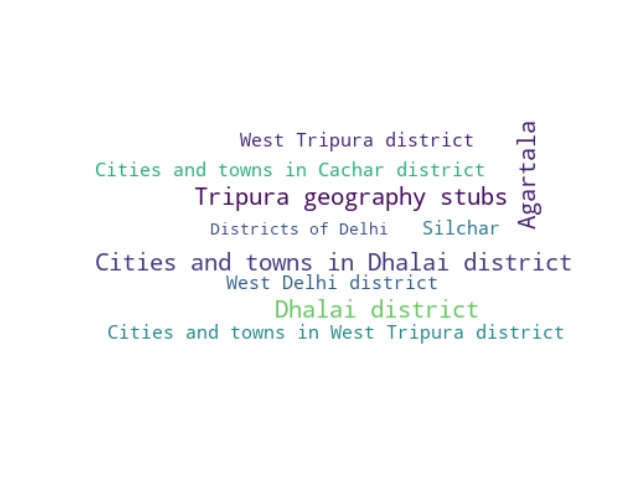 West Tripura district
Agartala
Cities and towns in Cachar district
Tripura geography stubs
Districts of Delhi
Silchar
Cities and towns in Dhalai district
West Delhi district
Dhalai district
Cities and towns in West Tripura district